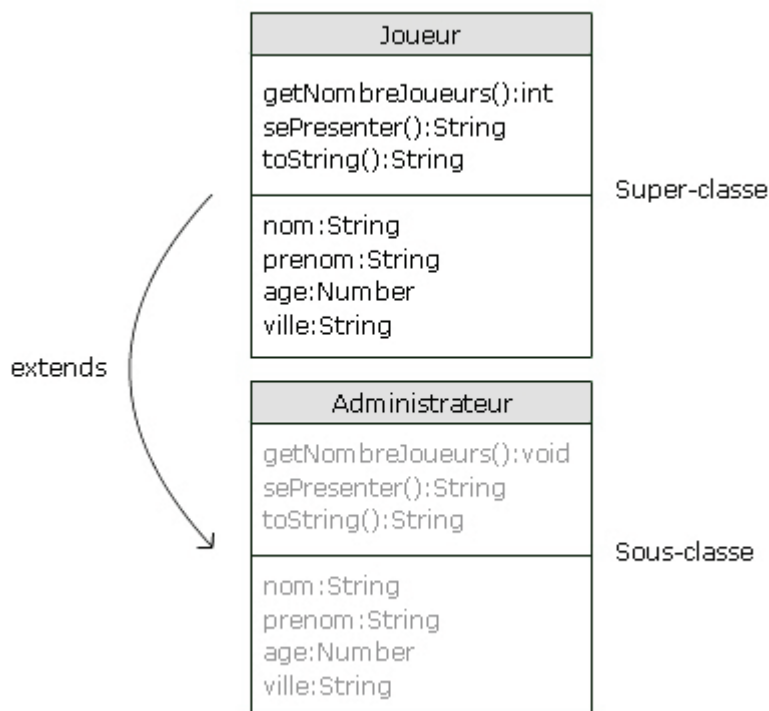 Joueur
getNombreJoueurs():int
sePresenter():String
toString():String
Super-classe
nom:String
prenom:String
age:Number
ville:String
extends
Administrateur
getNombreJoueurs():void
sePresenter():String
toString():String
Sous-classe
nom:String
prenom:String
age:Number
ville:String